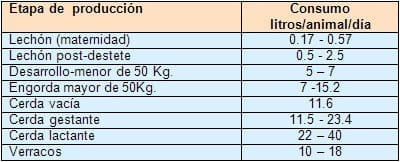 Etapa de producción Consumo litros/animal/día
Lechón (maternidad) 0.17 - 0.57
Lechón post-destete 0.5 - 2.5
Desarrollo-menor de 50 Kg. 5 – 7
Engorda mayor de 50Kg. 7 -15.2
Cerda vacía 11.6
Cerda gestante 11.5 - 23.4
Cerda lactante 22 – 40
Verracos 10 – 18